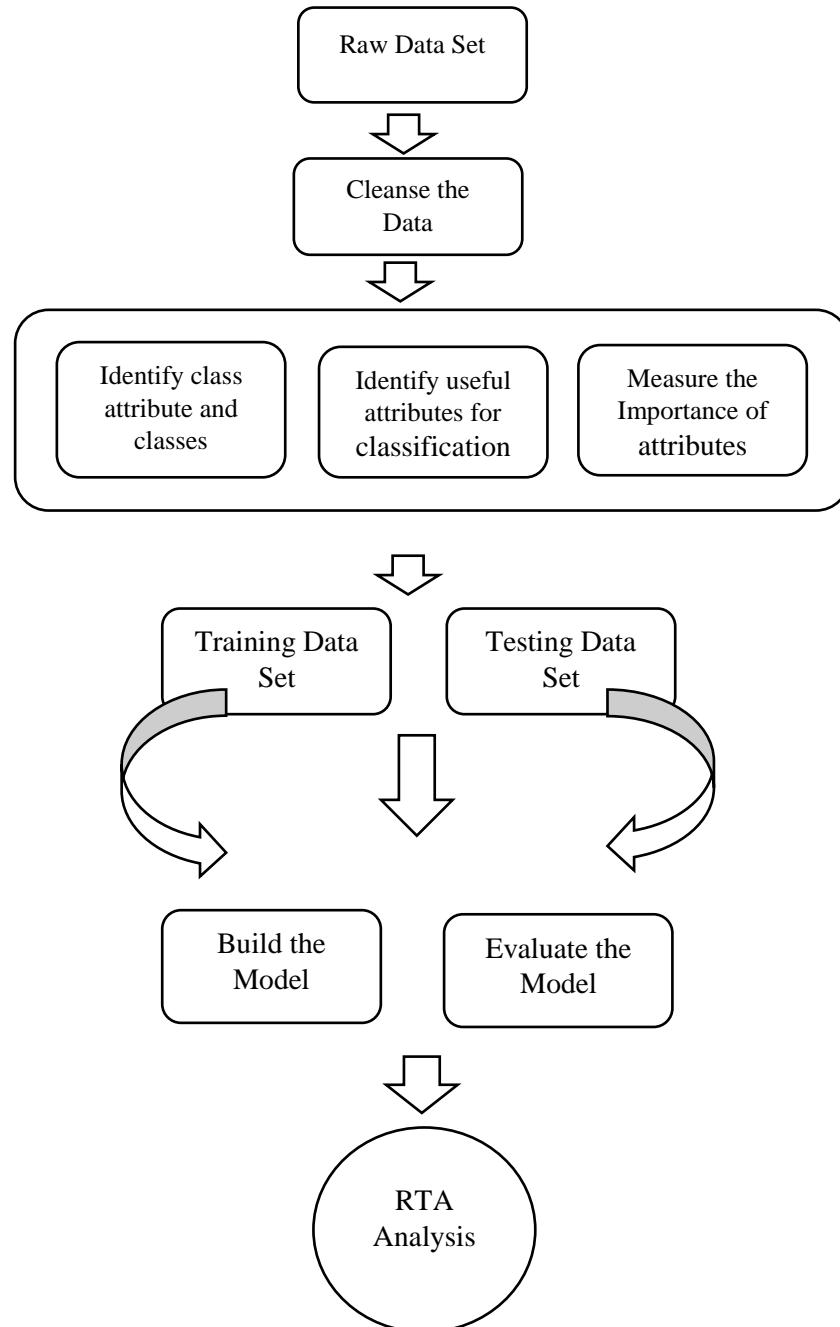 Raw Data Set
Cleanse the
Data
Identify class
attribute and
classes
Identify useful
attributes for
classification
Measure the
Importance of
attributes
Training Data
Set
Testing Data
Set
Build the
Model
Evaluate the
Model
RTA
Analysis